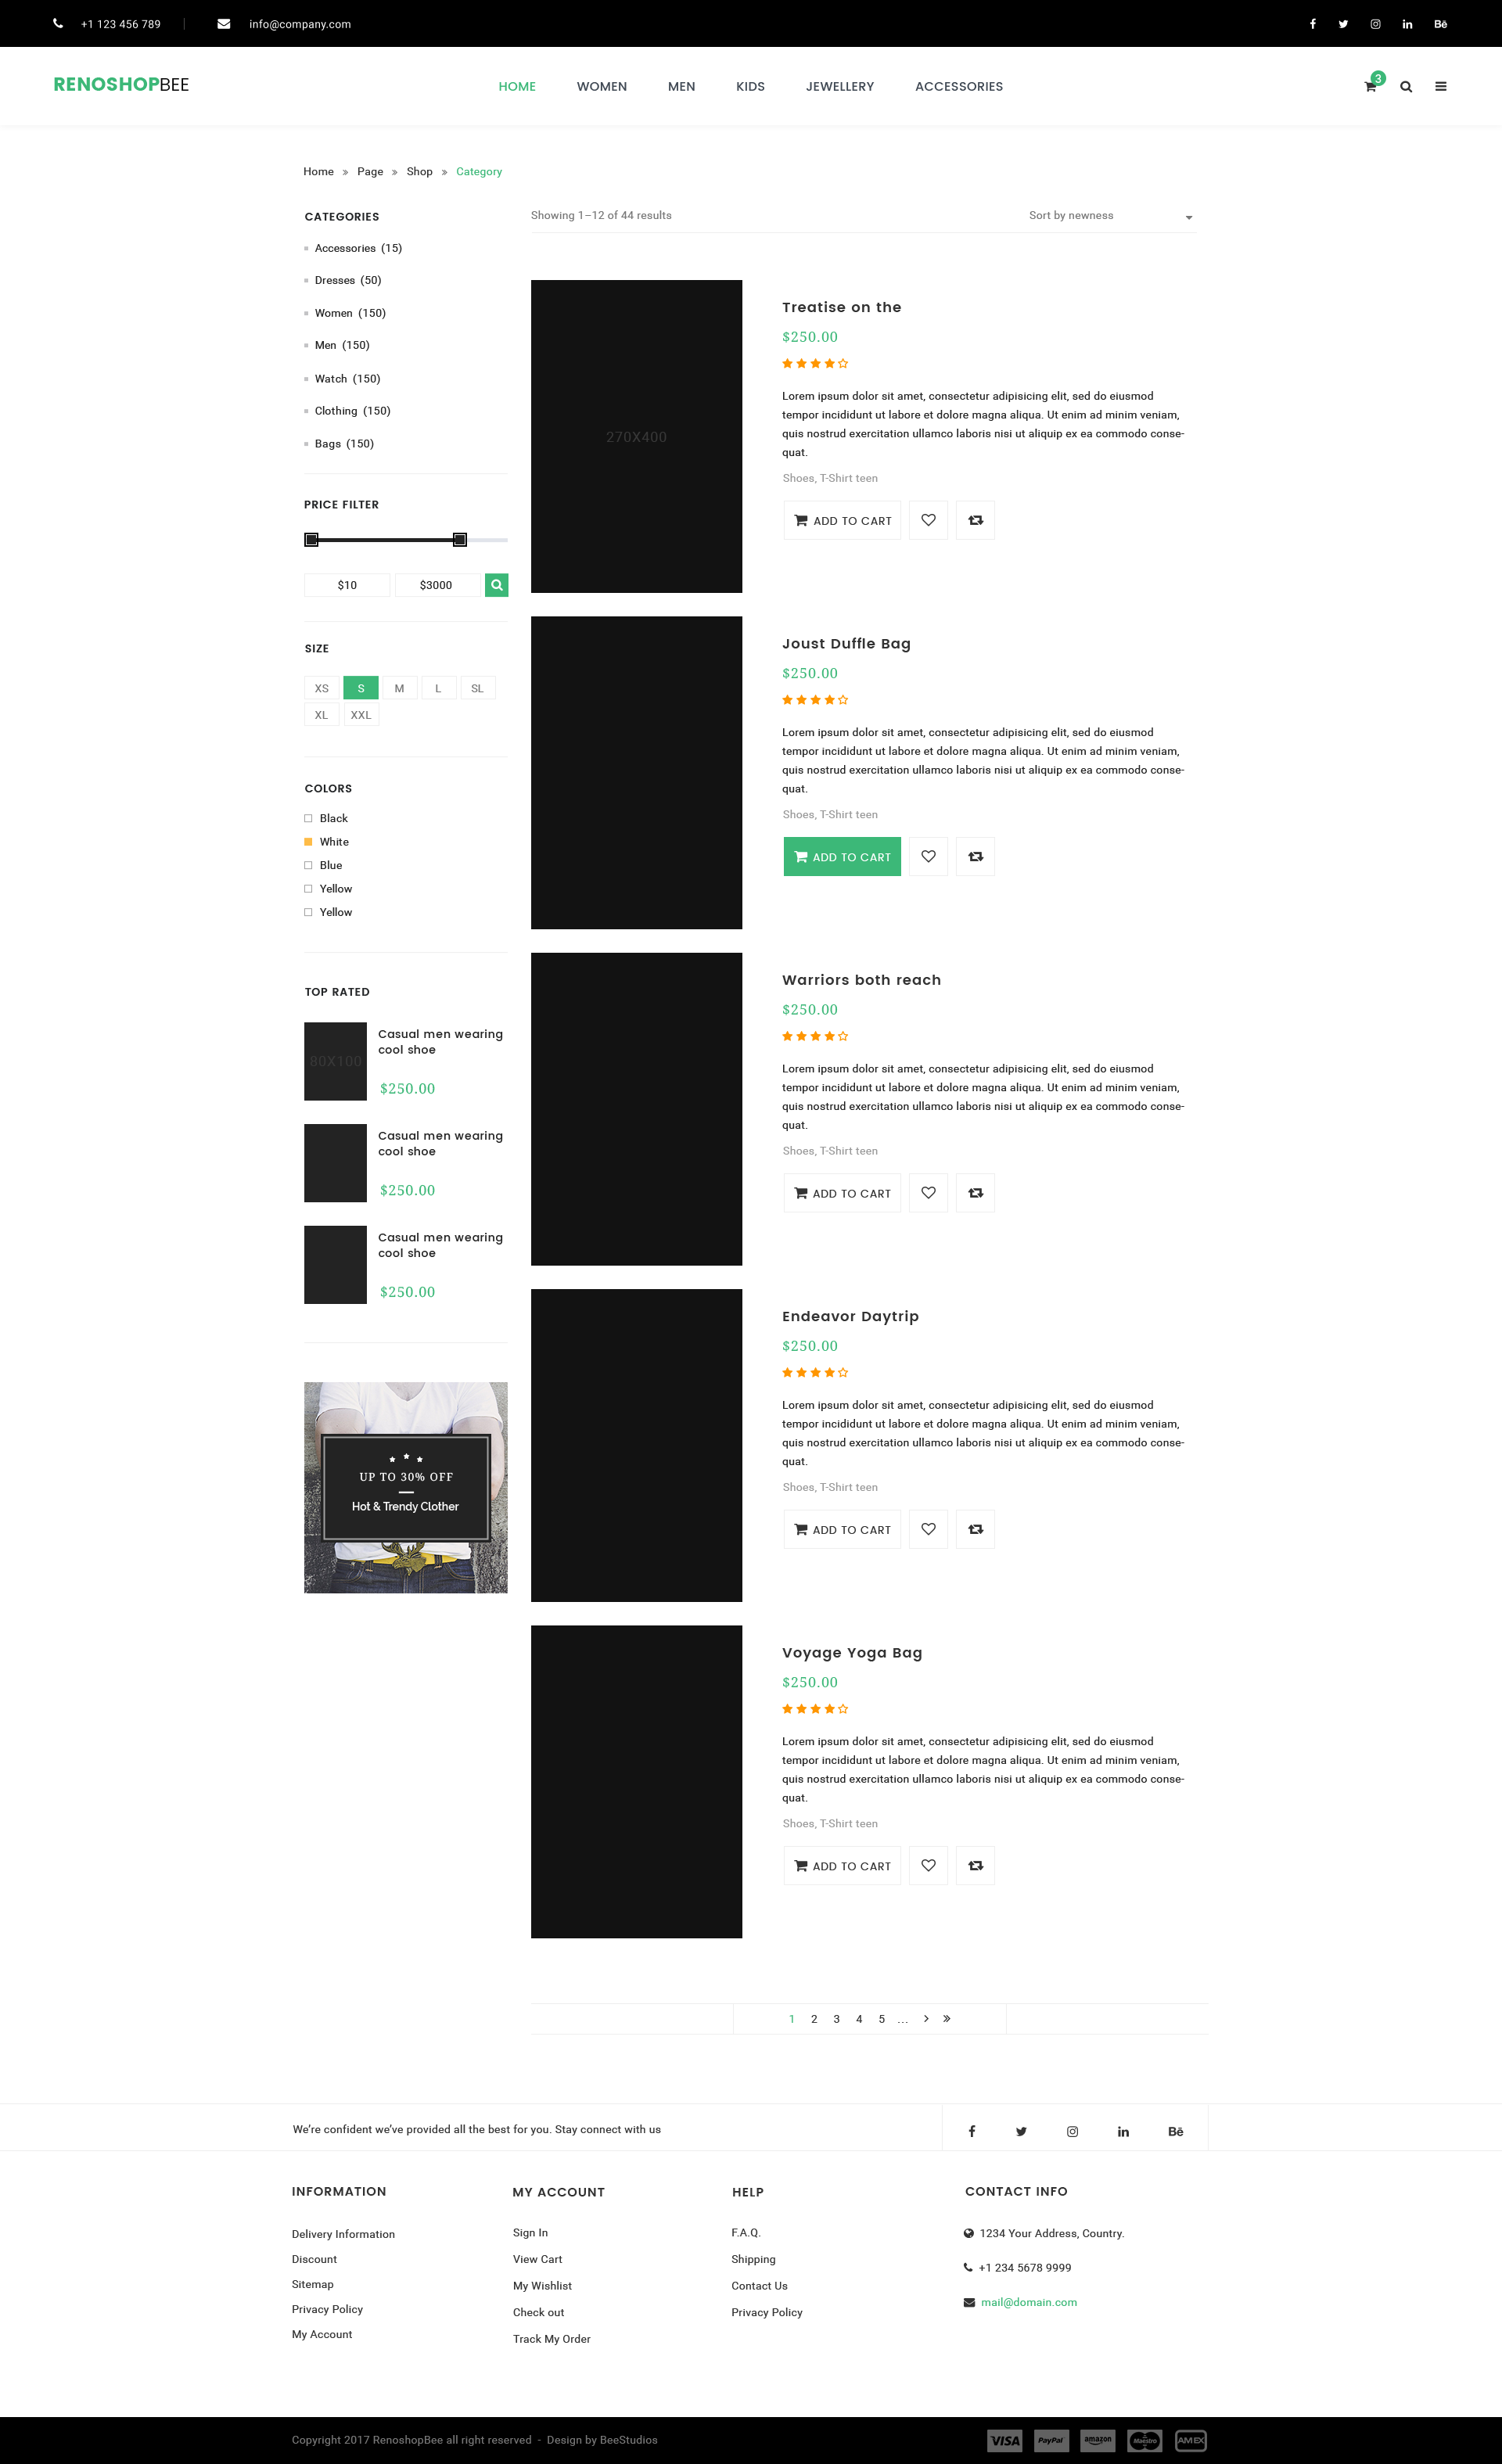 +1 123 456 789 | info@company.com
RENOSHOPBEE
HOME WOMEN MEN KIDS JEWELLERY ACCESSORIES
3
Home » Page » Shop » Category
CATEGORIES
Accessories (15)
Dresses (50)
Women (150)
Men (150)
Watch (150)
Clothing (150)
Bags (150)
PRICE FILTER
$10 $3000
SIZE
XS S M L SL
XL XXL
COLORS
Black
White
Blue
Yellow
Yellow
TOP RATED
80X100
Casual men wearing
cool shoe
$250.00
Casual men wearing
cool shoe
$250.00
Casual men wearing
cool shoe
$250.00
UP TO 30% OFF
Hot & Trendy Clother
Showing 1–12 of 44 results Sort by newness
270X400
Treatise on the
$250.00
Lorem ipsum dolor sit amet, consectetur adipisicing elit, sed do eiusmod
tempor incididunt ut labore et dolore magna aliqua. Ut enim ad minim veniam,
quis nostrud exercitation ullamco laboris nisi ut aliquip ex ea commodo conse-
quat.
Shoes, T-Shirt teen
ADD TO CART
Joust Duffle Bag
$250.00
Lorem ipsum dolor sit amet, consectetur adipisicing elit, sed do eiusmod
tempor incididunt ut labore et dolore magna aliqua. Ut enim ad minim veniam,
quis nostrud exercitation ullamco laboris nisi ut aliquip ex ea commodo conse-
quat.
Shoes, T-Shirt teen
ADD TO CART
Warriors both reach
$250.00
Lorem ipsum dolor sit amet, consectetur adipisicing elit, sed do eiusmod
tempor incididunt ut labore et dolore magna aliqua. Ut enim ad minim veniam,
quis nostrud exercitation ullamco laboris nisi ut aliquip ex ea commodo conse-
quat.
Shoes, T-Shirt teen
ADD TO CART
Endeavor Daytrip
$250.00
Lorem ipsum dolor sit amet, consectetur adipisicing elit, sed do eiusmod
tempor incididunt ut labore et dolore magna aliqua. Ut enim ad minim veniam,
quis nostrud exercitation ullamco laboris nisi ut aliquip ex ea commodo conse-
quat.
Shoes, T-Shirt teen
ADD TO CART
Voyage Yoga Bag
$250.00
Lorem ipsum dolor sit amet, consectetur adipisicing elit, sed do eiusmod
tempor incididunt ut labore et dolore magna aliqua. Ut enim ad minim veniam,
quis nostrud exercitation ullamco laboris nisi ut aliquip ex ea commodo conse-
quat.
Shoes, T-Shirt teen
ADD TO CART
1 2 3 4 5 ... › »
We’re confident we’ve provided all the best for you. Stay connect with us
INFORMATION
Delivery Information
Discount
Sitemap
Privacy Policy
My Account
MY ACCOUNT
Sign In
View Cart
My Wishlist
Check out
Track My Order
HELP
F.A.Q.
Shipping
Contact Us
Privacy Policy
CONTACT INFO
1234 Your Address, Country.
+1 234 5678 9999
mail@domain.com
Copyright 2017 RenoshopBee all right reserved - Design by BeeStudios
VISA PayPal amazon Maestro AMEX